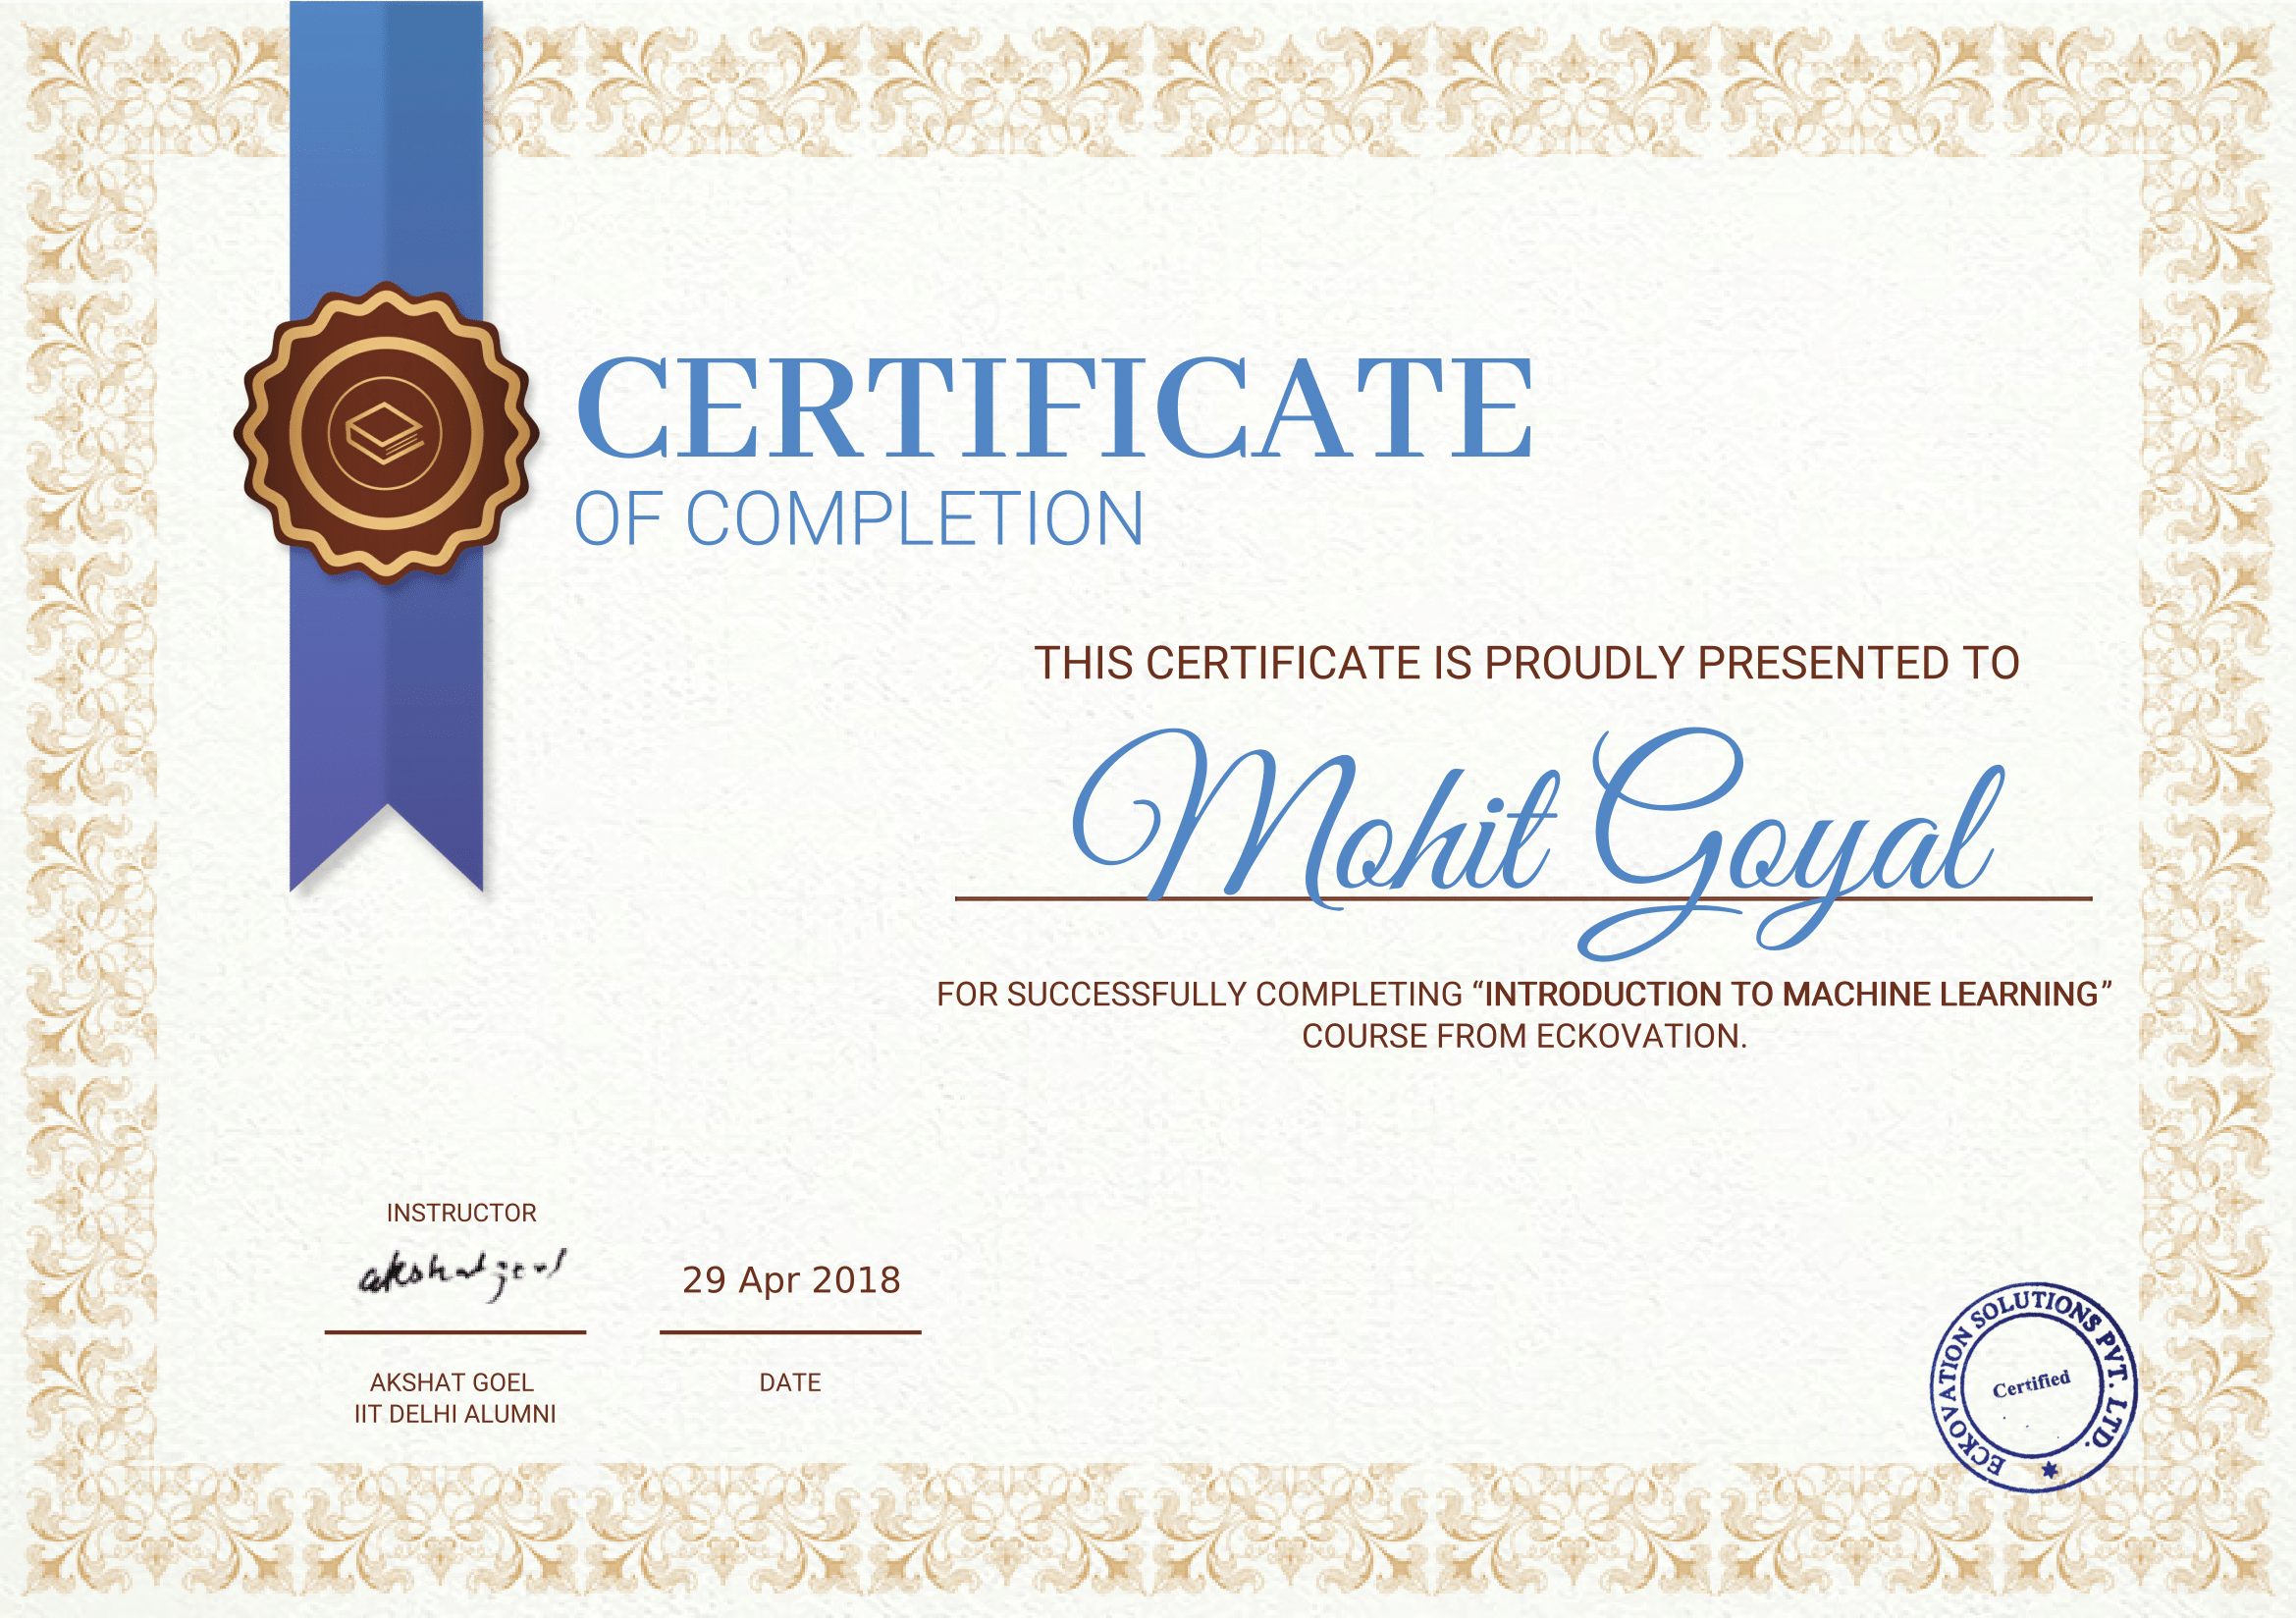 CERTIFICATE
OF COMPLETION
THIS CERTIFICATE IS PROUDLY PRESENTED TO
Mohit Goyal
FOR SUCCESSFULLY COMPLETING “INTRODUCTION TO MACHINE LEARNING”
COURSE FROM ECKOVATION.
INSTRUCTOR
akshat goel
29 Apr 2018
AKSHAT GOEL
IIT DELHI ALUMNI
DATE
ECKOVATION SOLUTIONS PVT. LTD.
Certified